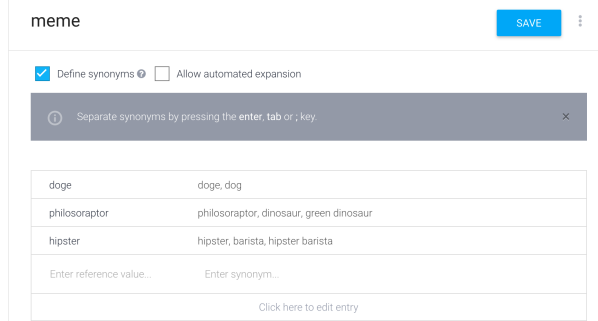 meme
SAVE
Define synonyms Allow automated expansion
Separate synonyms by pressing the enter, tab or ; key.
doge doge, dog
philosoraptor philosoraptor, dinosaur, green dinosaur
hipster hipster, barista, hipster barista
Enter reference value... Enter synonym...
Click here to edit entry